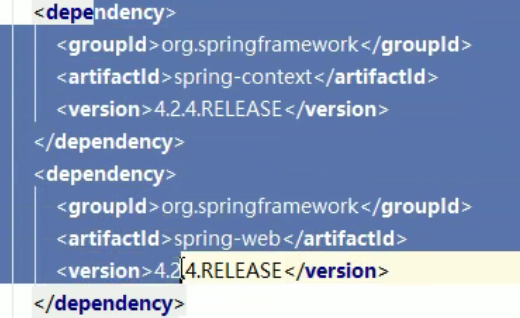 <dependency>
<groupId>org.springframework</groupId>
<artifactId>spring-context</artifactId>
<version>4.2.4.RELEASE</version>
</dependency>
<dependency>
<groupId>org.springframework</groupId>
<artifactId>spring-web</artifactId>
<version>4.2.4.RELEASE</version>
</dependency>